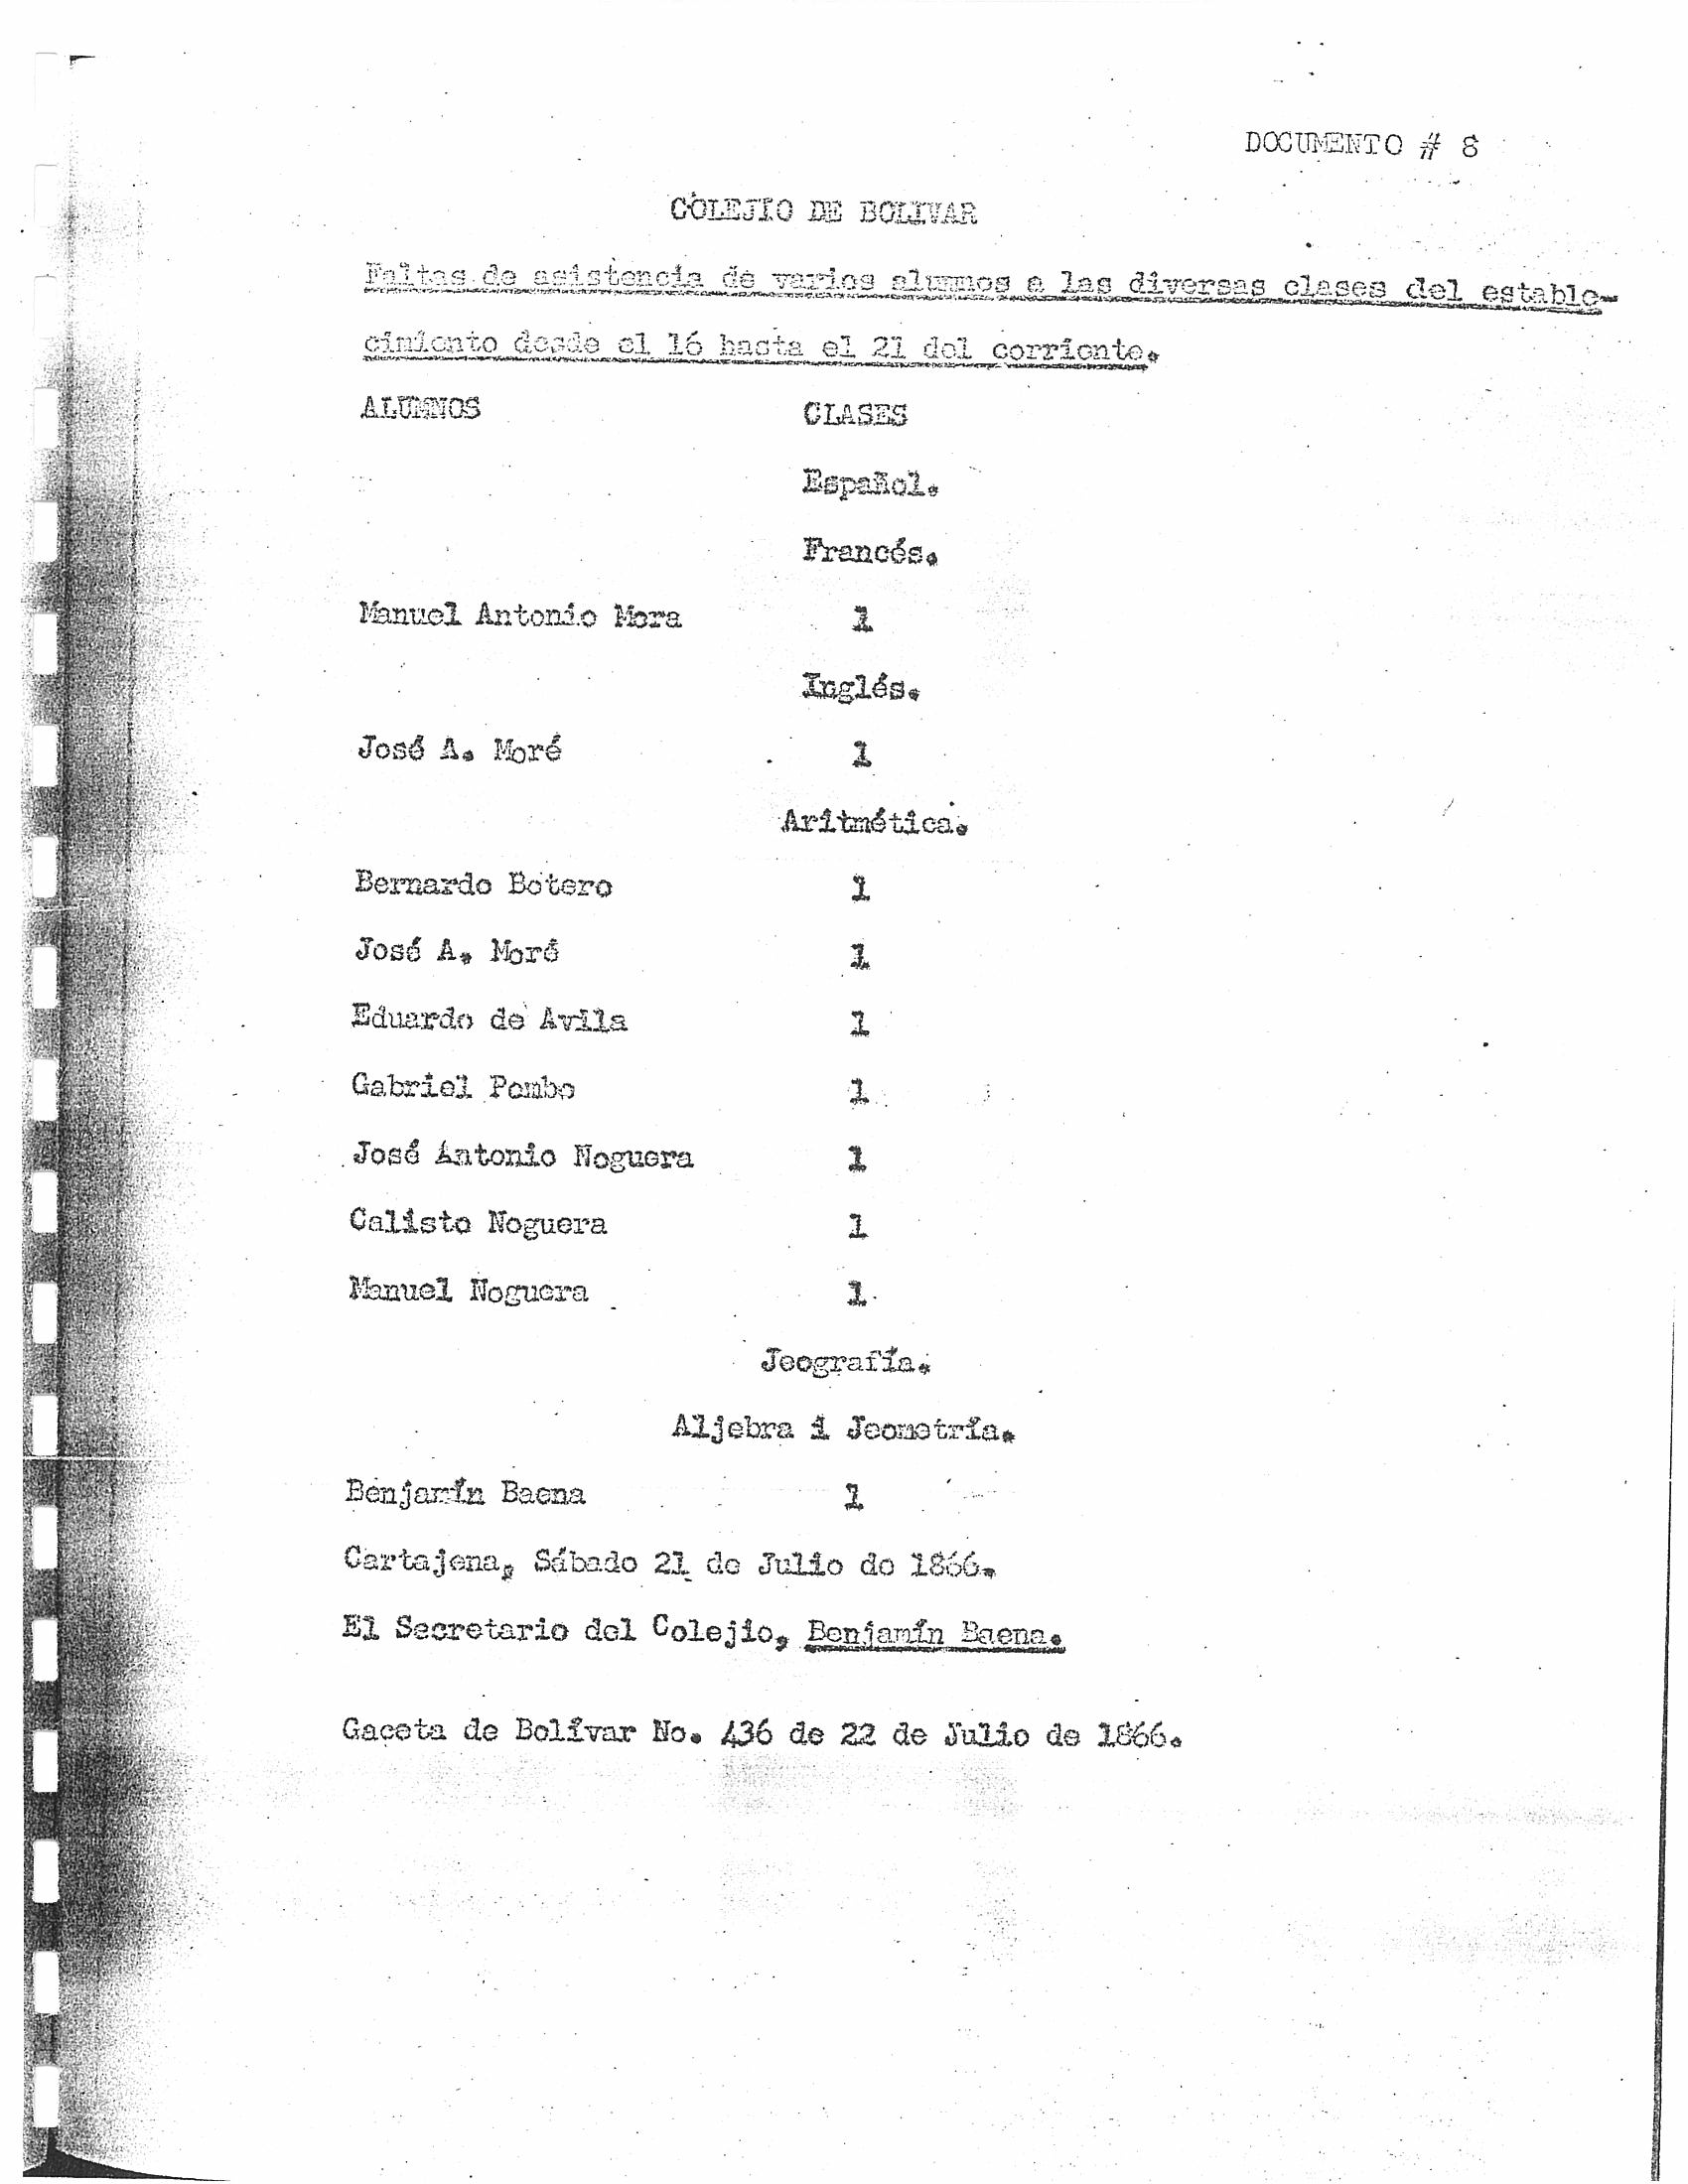 DOCUMENTO # 8
COLEJIO DE BOLIVAR
Faltas de asistencia de varios alumnos a las diversas clases del estable-
cimiento desde el 16 hasta el 21 del corriente.
ALUMNOS CLASES
Español.
Francés.
Manuel Antonio Mora 1
Inglés.
José A. Moré 1
Aritmética.
Bernardo Botero 1
José A. Moré 1
Eduardo de Avila 1
Gabriel Pombo 1
José Antonio Noguera 1
Calisto Noguera 1
Manuel Noguera 1
Jeografía.
Aljebra i Jeometría.
Benjamín Baena 1
Cartajena, Sábado 21 de Julio de 1866.
El Secretario del Colejio, Benjamín Baena.
Gaceta de Bolívar No. 436 de 22 de Julio de 1866.